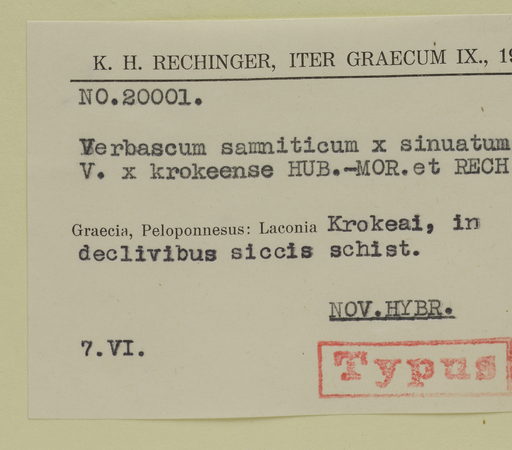 K. H. RECHINGER, ITER GRAECUM IX., 19
NO.20001.
Verbascum samniticum x sinuatum
V. x krokeense HUB.-MOR.et RECH
Graecia, Peloponnesus: Laconia Krokeai, in
declivibus siccis schist.
NOV.HYBR.
7.VI.
Typus